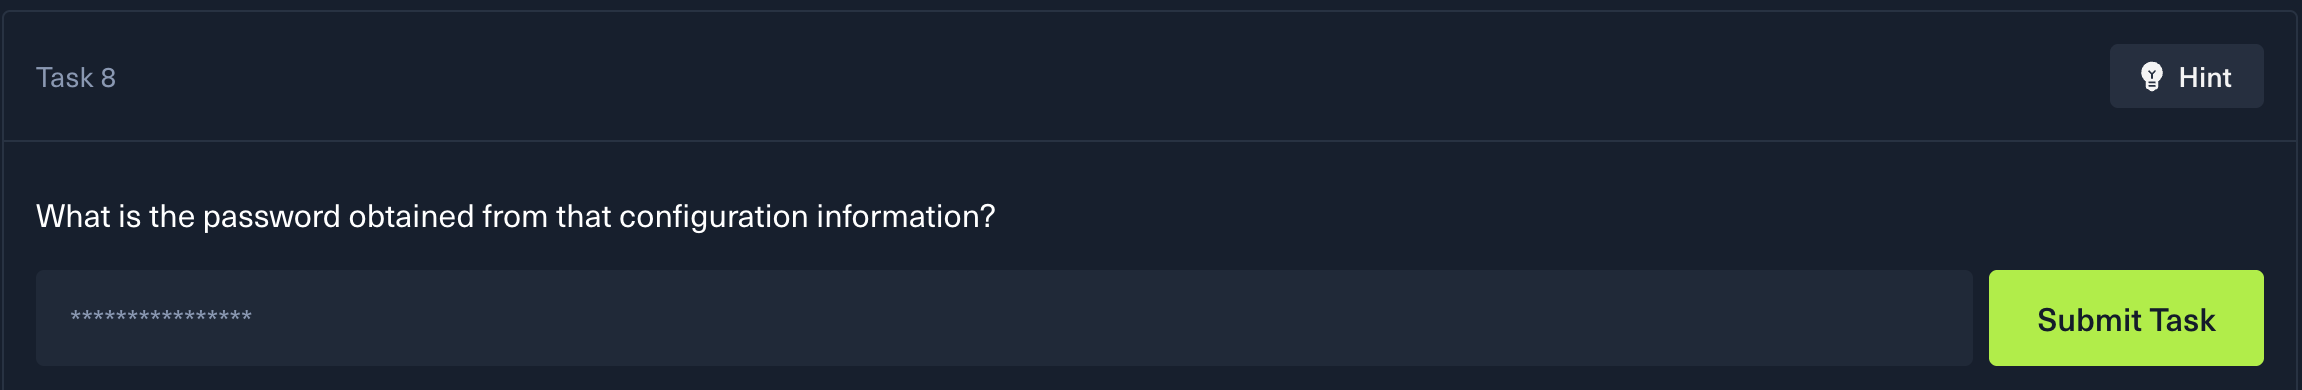 Task 8
Hint
What is the password obtained from that configuration information?
****************
Submit Task